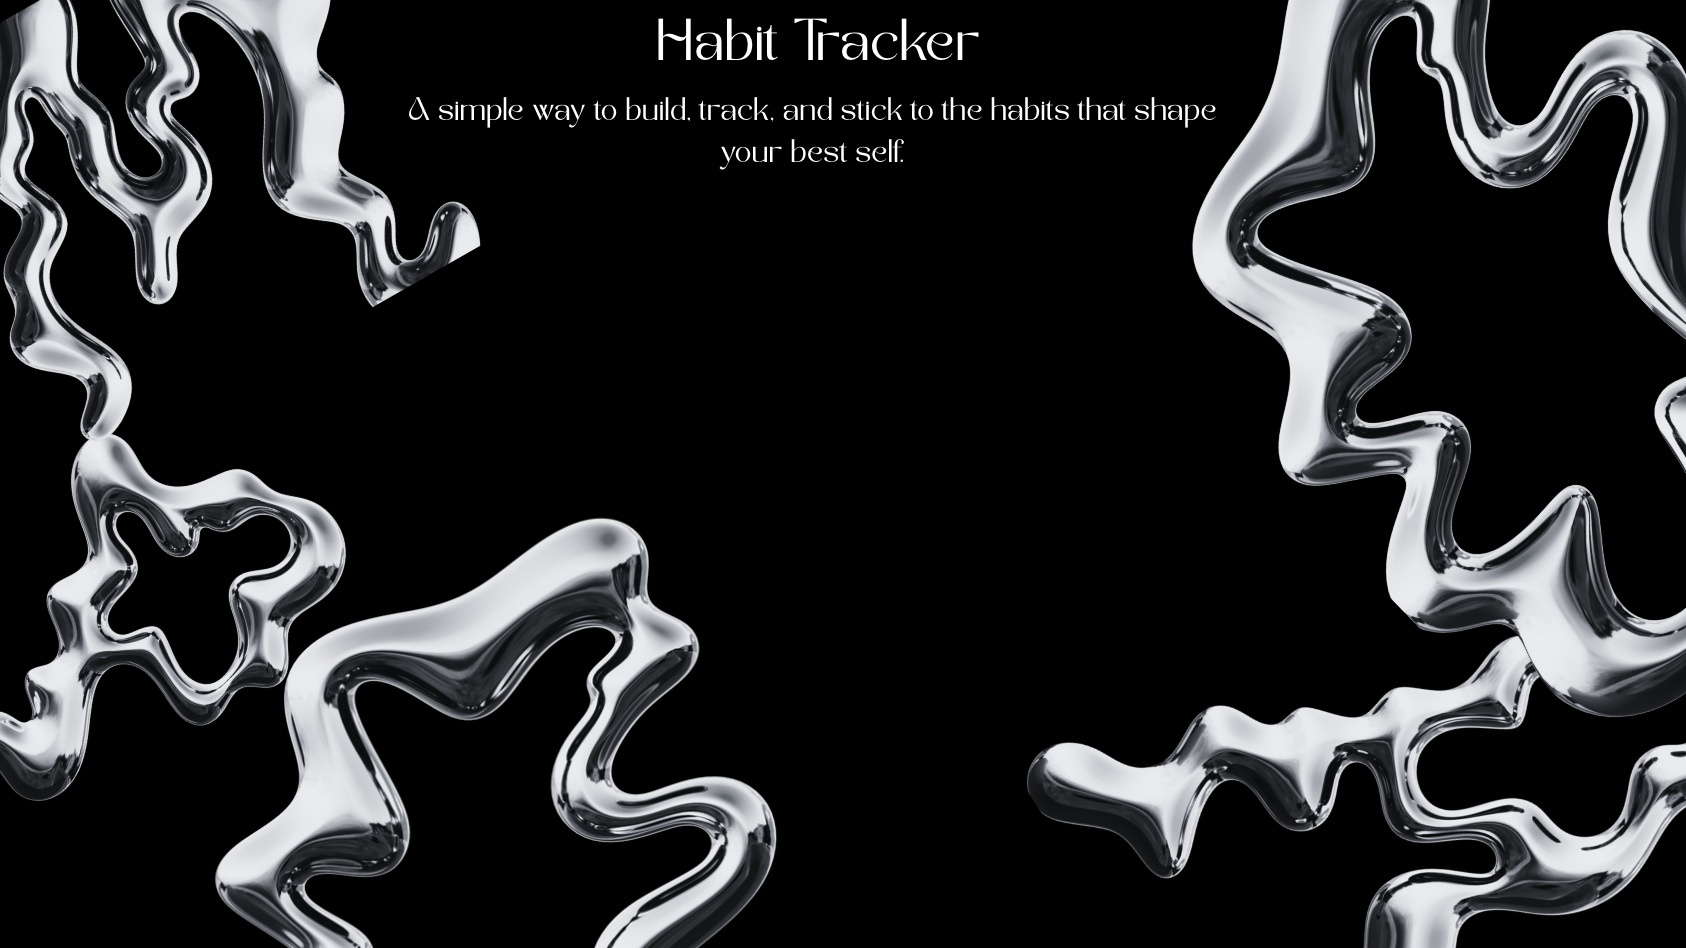 Habit Tracker
A simple way to build, track, and stick to the habits that shape
your best self.